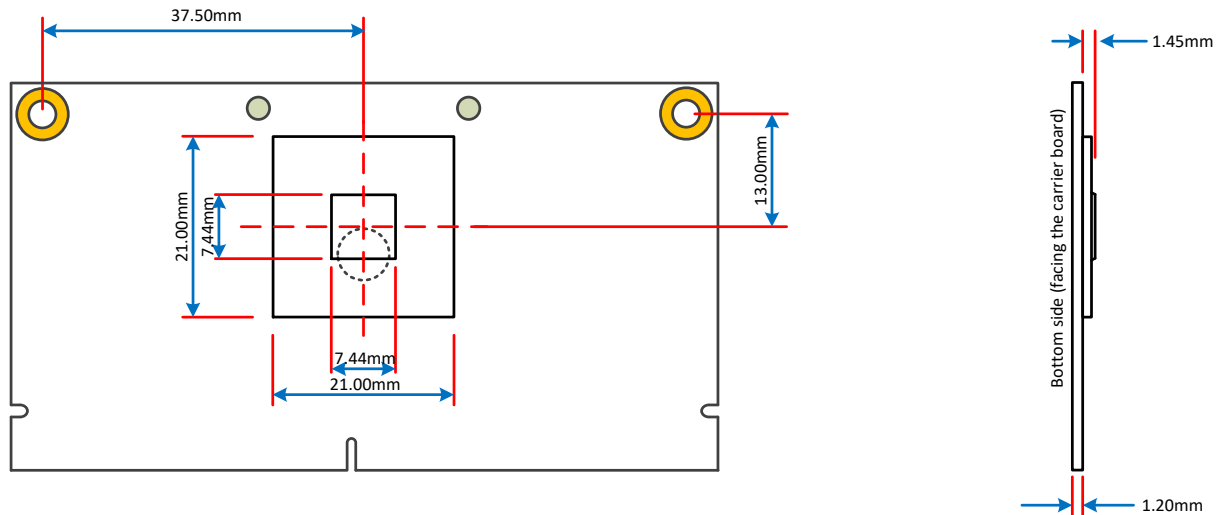 37.50mm
1.45mm
Bottom side (facing the carrier board)
13.00mm
21.00mm
7.44mm
7.44mm
21.00mm
1.20mm